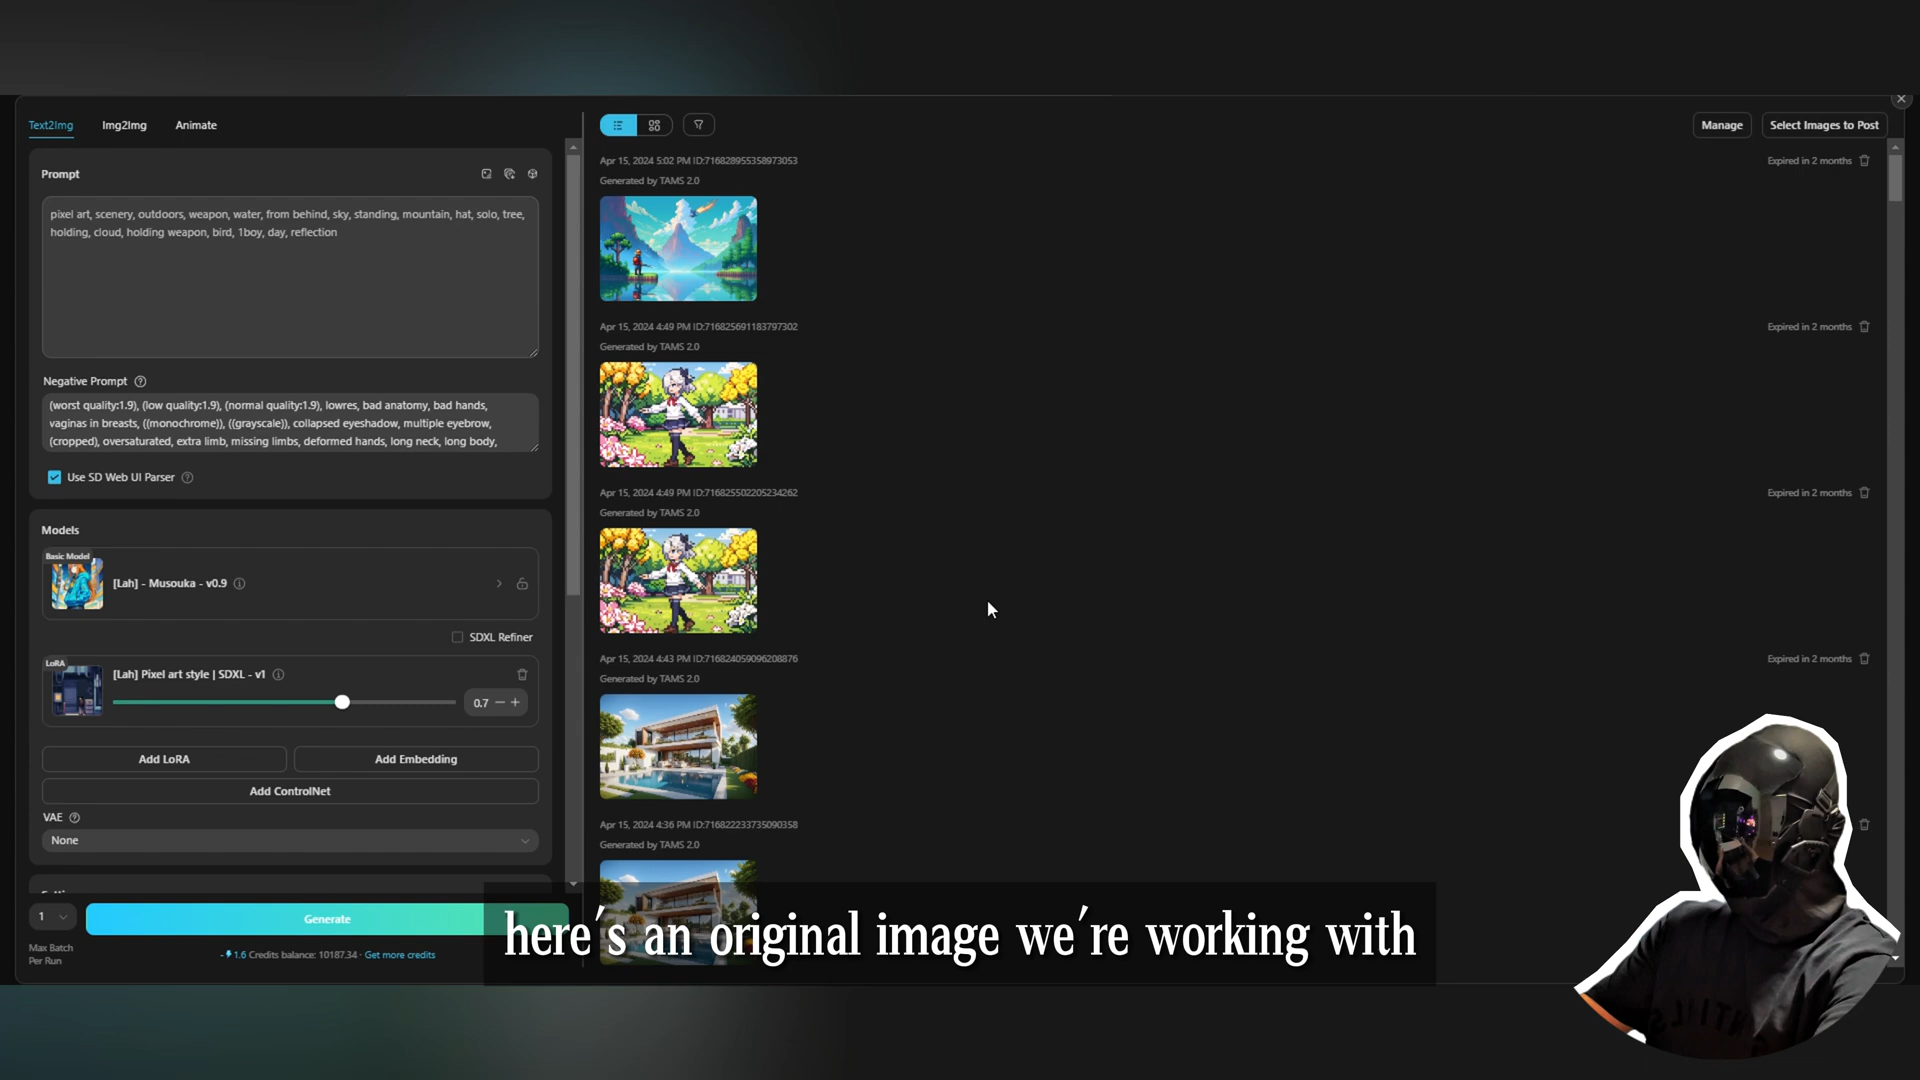 Text2Img Img2Img Animate
Manage Select Images to Post
Prompt
pixel art, scenery, outdoors, weapon, water, from behind, sky, standing, mountain, hat, solo, tree,
holding, cloud, holding weapon, bird, 1boy, day, reflection
Negative Prompt
(worst quality:1.9), (low quality:1.9), (normal quality:1.9), lowres, bad anatomy, bad hands,
vaginas in breasts, ((monochrome)), ((grayscale)), collapsed eyeshadow, multiple eyebrow,
(cropped), oversaturated, extra limb, missing limbs, deformed hands, long neck, long body,
Use SD Web UI Parser
Models
Basic Model
[Lah] - Musouka - v0.9
SDXL Refiner
LoRA
[Lah] Pixel art style | SDXL - v1
0.7
Add LoRA Add Embedding
Add ControlNet
VAE
None
1 Generate
Max Batch
Per Run
- 1.6 Credits balance: 10187.34 · Get more credits
Apr 15, 2024 5:02 PM ID:716828955358973053 Expired in 2 months
Generated by TAMS 2.0
Apr 15, 2024 4:49 PM ID:716825691183797302 Expired in 2 months
Generated by TAMS 2.0
Apr 15, 2024 4:49 PM ID:716825502205234262 Expired in 2 months
Generated by TAMS 2.0
Apr 15, 2024 4:43 PM ID:716824059096208876 Expired in 2 months
Generated by TAMS 2.0
Apr 15, 2024 4:36 PM ID:716822233735090358
Generated by TAMS 2.0
here's an original image we're working with